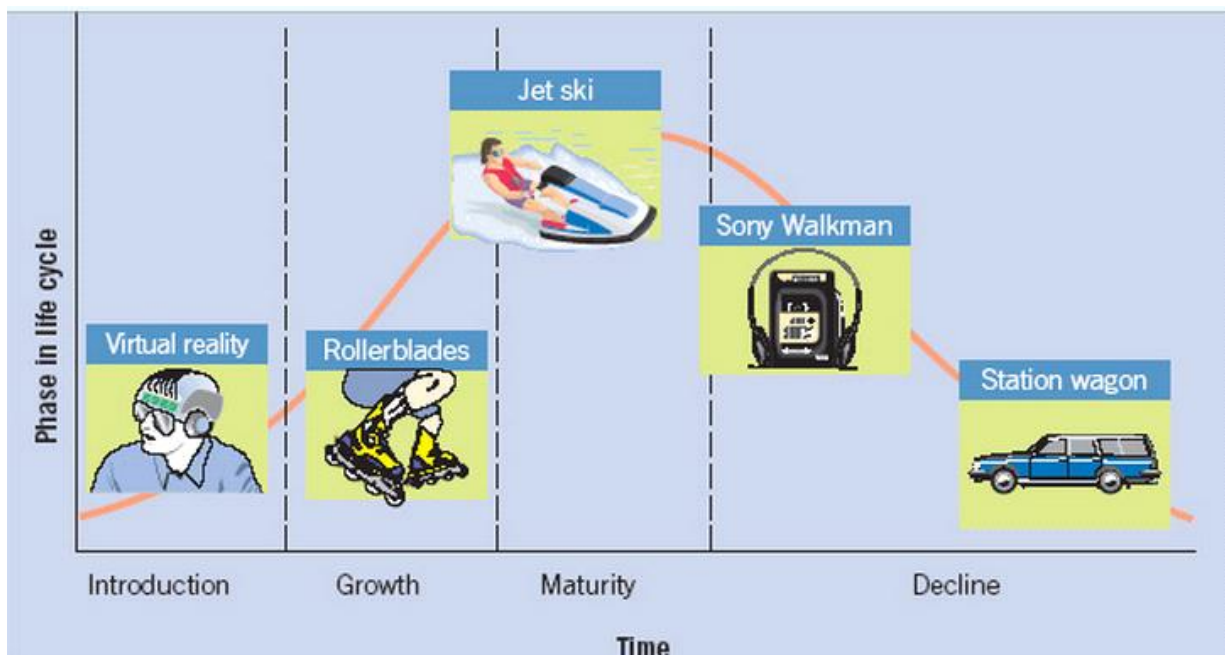 Jet ski
Sony Walkman
Virtual reality
Rollerblades
Station wagon
Phase in life cycle
Introduction
Growth
Maturity
Decline
Time